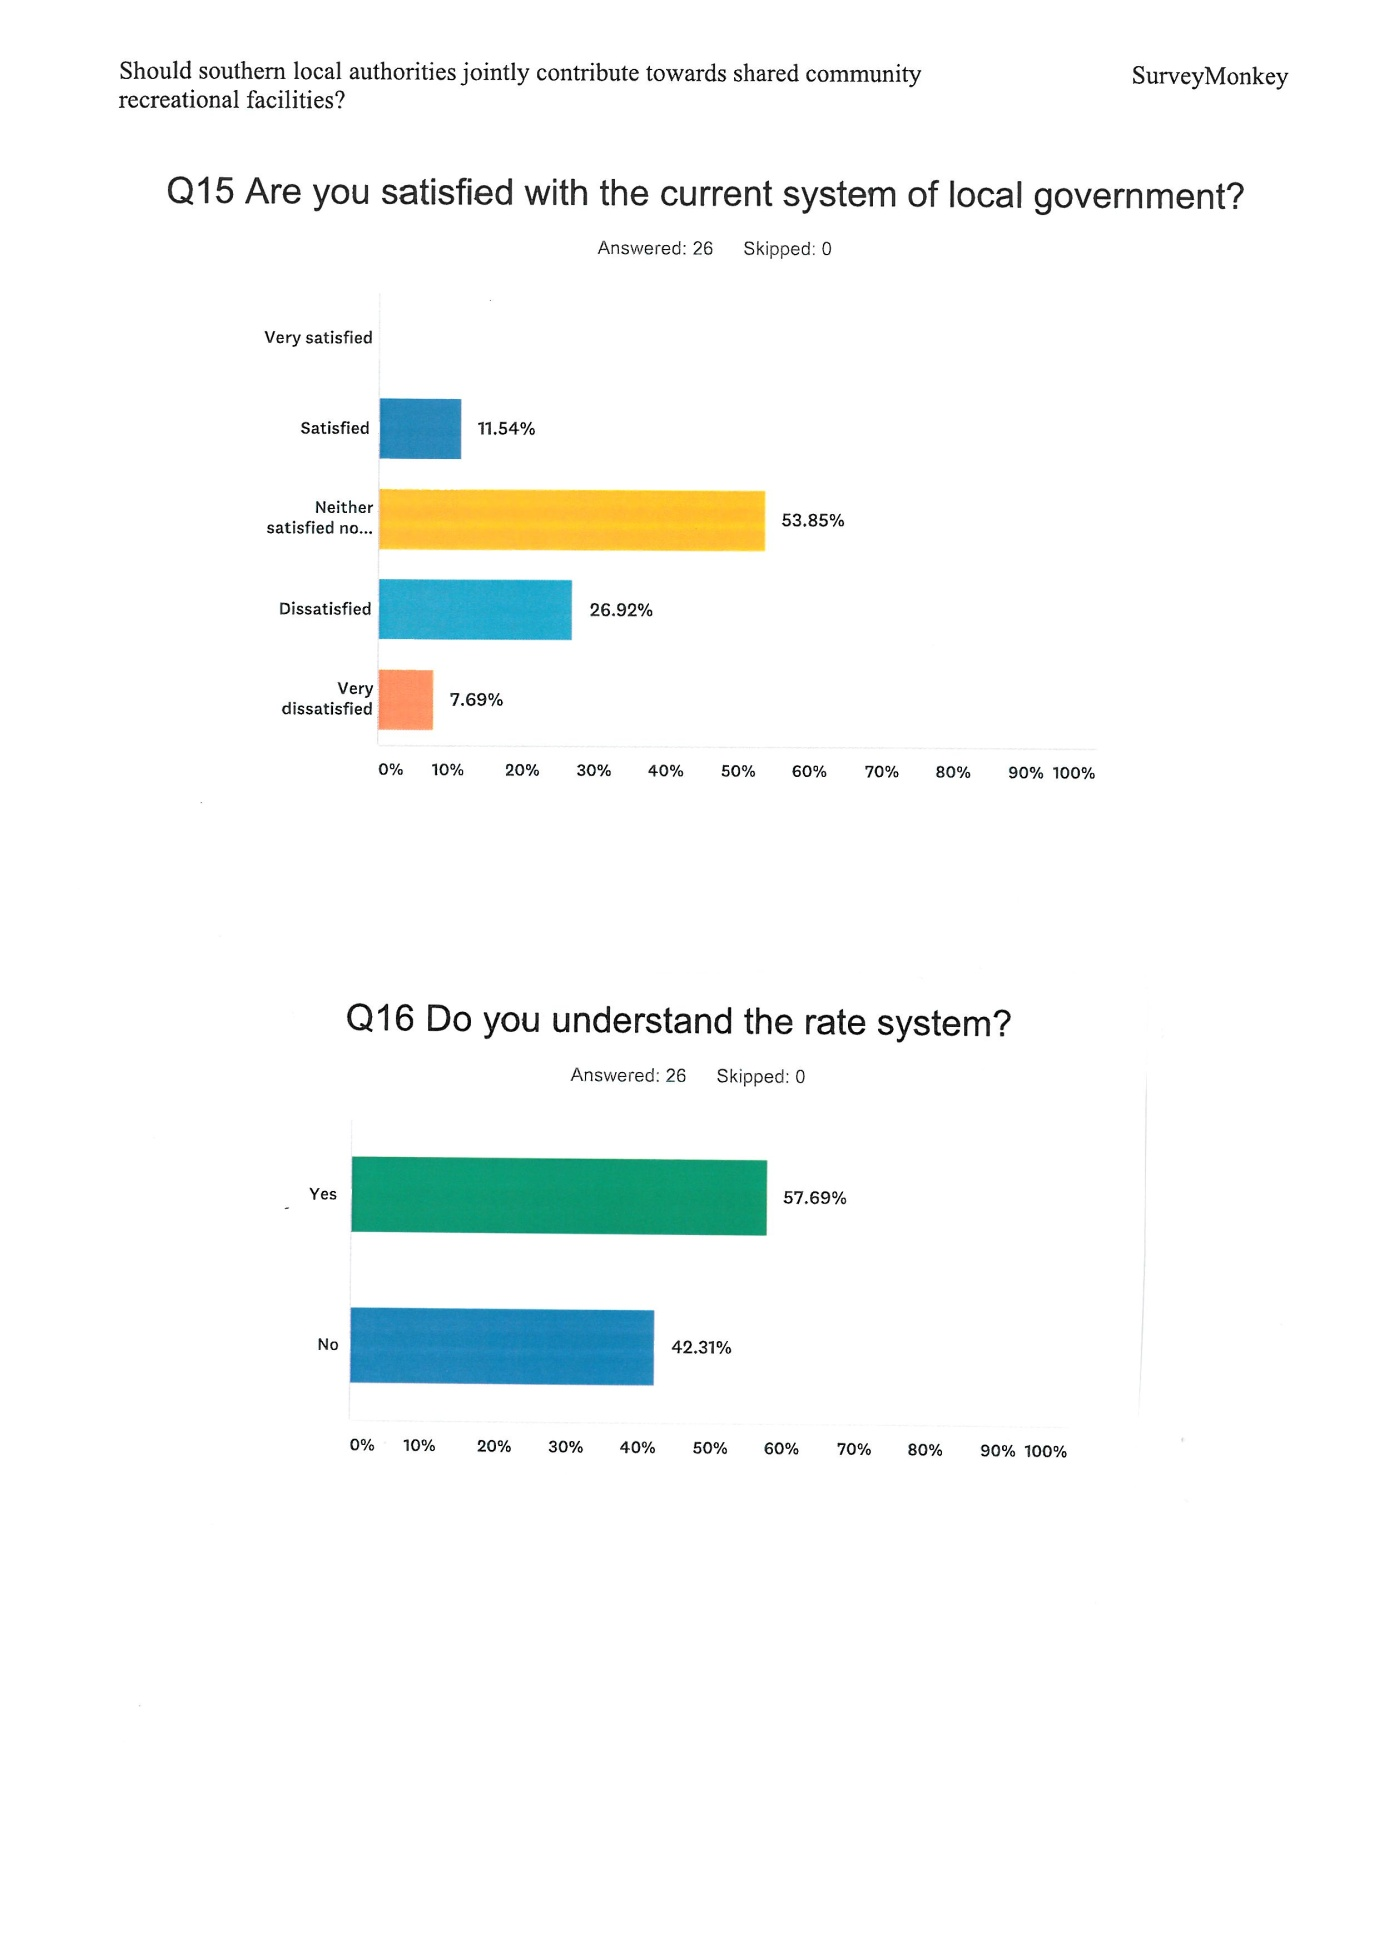 Should southern local authorities jointly contribute towards shared community
recreational facilities?
SurveyMonkey
Q15 Are you satisfied with the current system of local government?
Answered: 26 Skipped: 0
Very satisfied
Satisfied
11.54%
Neither
satisfied no...
53.85%
Dissatisfied
26.92%
Very
dissatisfied
7.69%
0% 10% 20% 30% 40% 50% 60% 70% 80% 90% 100%
Q16 Do you understand the rate system?
Answered: 26 Skipped: 0
Yes
57.69%
No
42.31%
0% 10% 20% 30% 40% 50% 60% 70% 80% 90% 100%